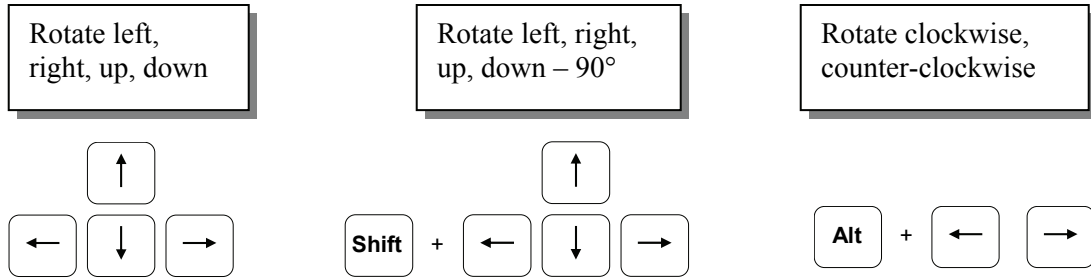 Rotate left,
right, up, down
Rotate left, right,
up, down – 90°
Rotate clockwise,
counter-clockwise
↑
← ↓ →
↑
Shift + ← ↓ →
Alt + ← →